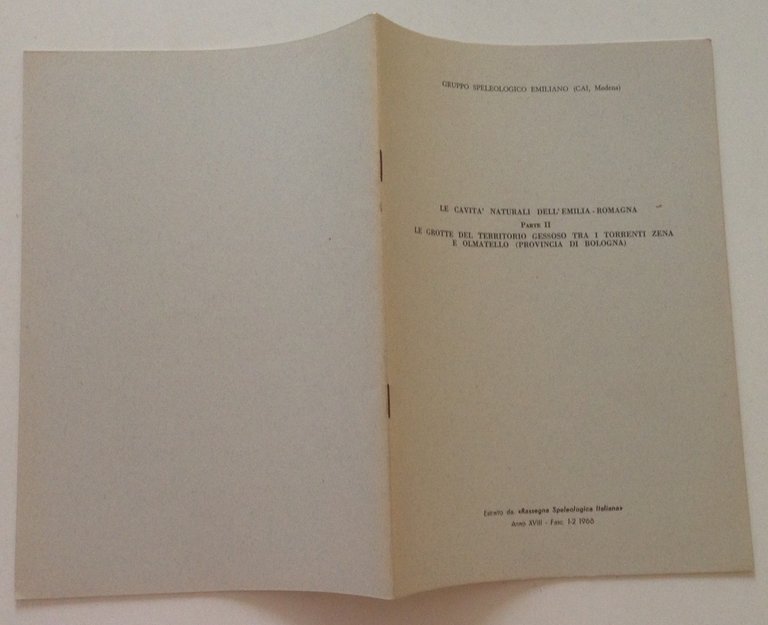 GRUPPO SPELEOLOGICO EMILIANO (CAI, Modena)
LE CAVITA' NATURALI DELL'EMILIA-ROMAGNA
PARTE II
LE GROTTE DEL TERRITORIO GESSOSO TRA I TORRENTI ZENA
E OLMATELLO (PROVINCIA DI BOLOGNA)
Estratto da «Rassegna Speleologica Italiana»
Anno XVIII - Fasc. 1-2 1966